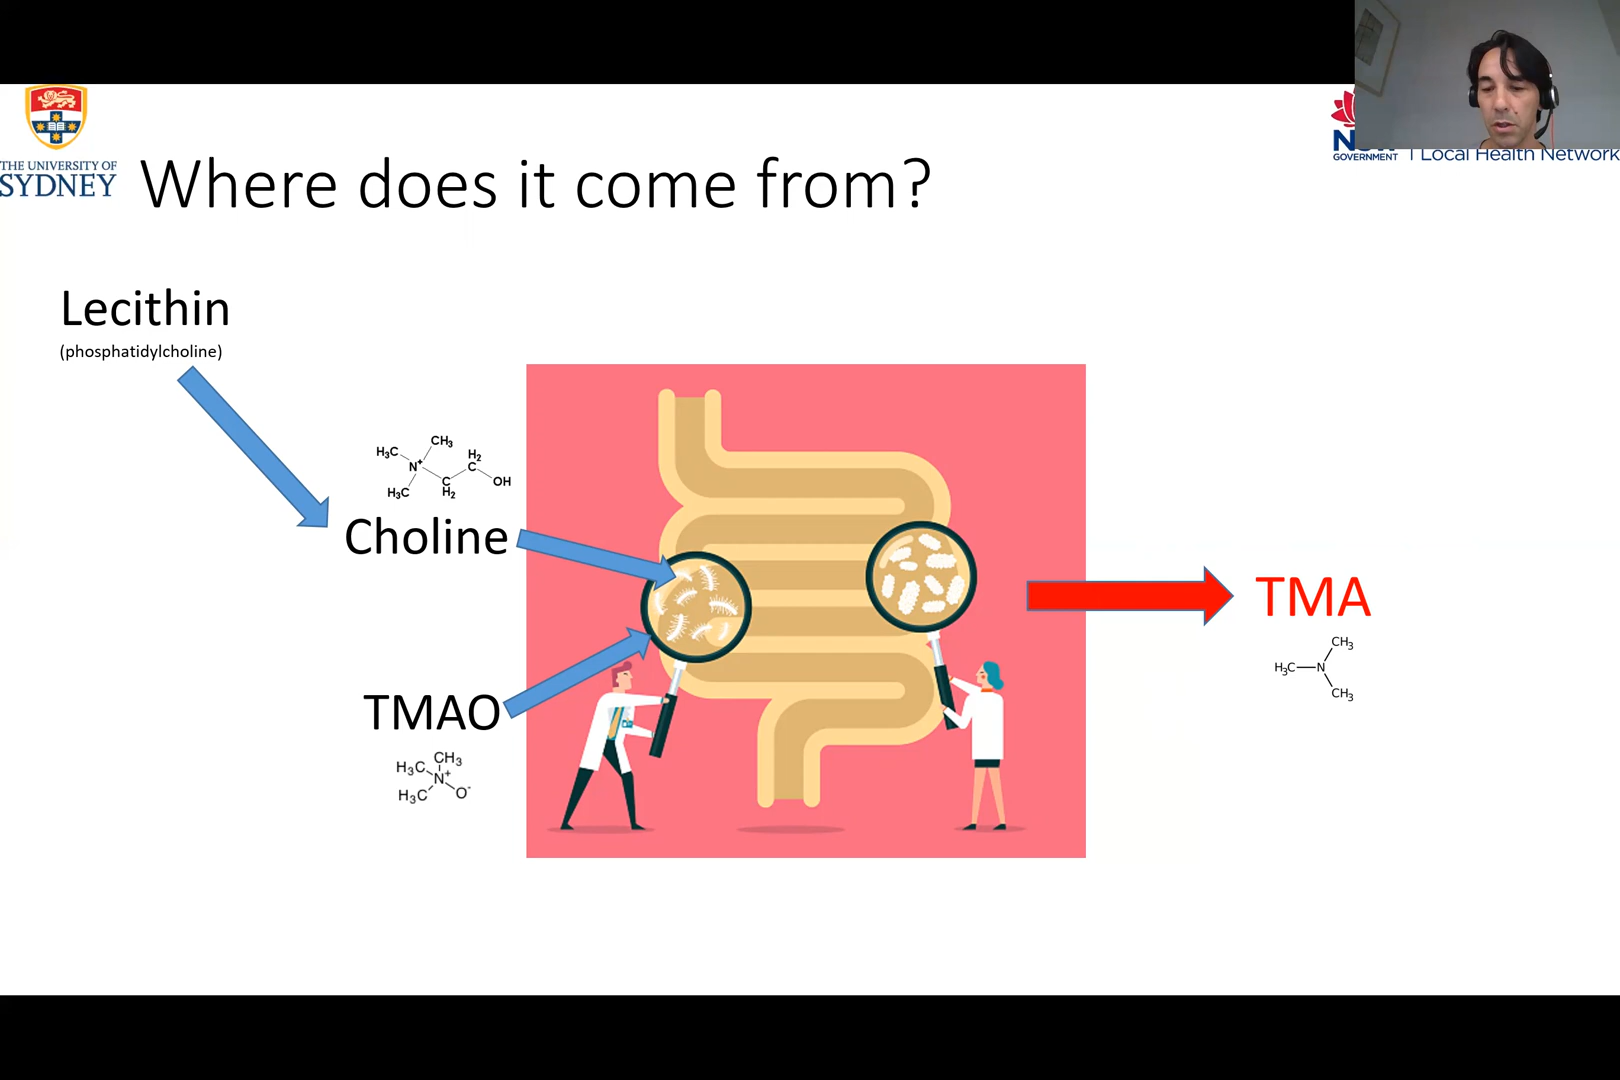 THE UNIVERSITY OF
SYDNEY
GOVERNMENT
Local Health Network
Where does it come from?
Lecithin
(phosphatidylcholine)
CH3
H3C
N+
H2
C
C
H2
OH
H3C
Choline
TMAO
CH3
H3C
N+
H3C
O-
TMA
CH3
H3C
N
CH3